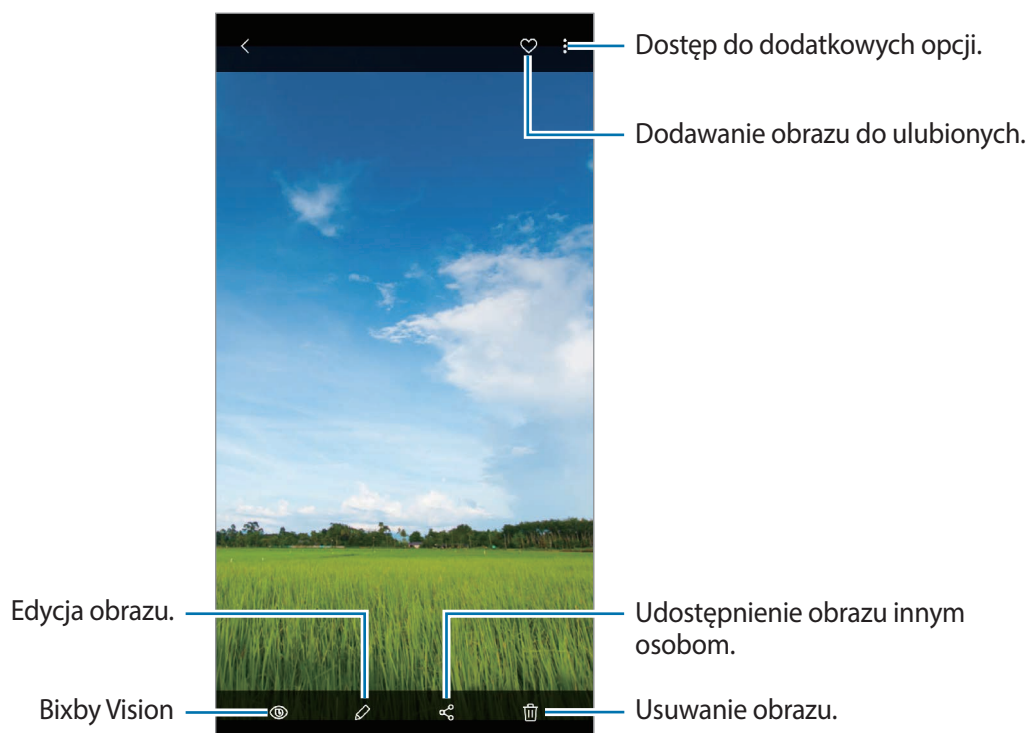 Dostęp do dodatkowych opcji.
Dodawanie obrazu do ulubionych.
Edycja obrazu.
Udostępnienie obrazu innym
osobom.
Bixby Vision
Usuwanie obrazu.